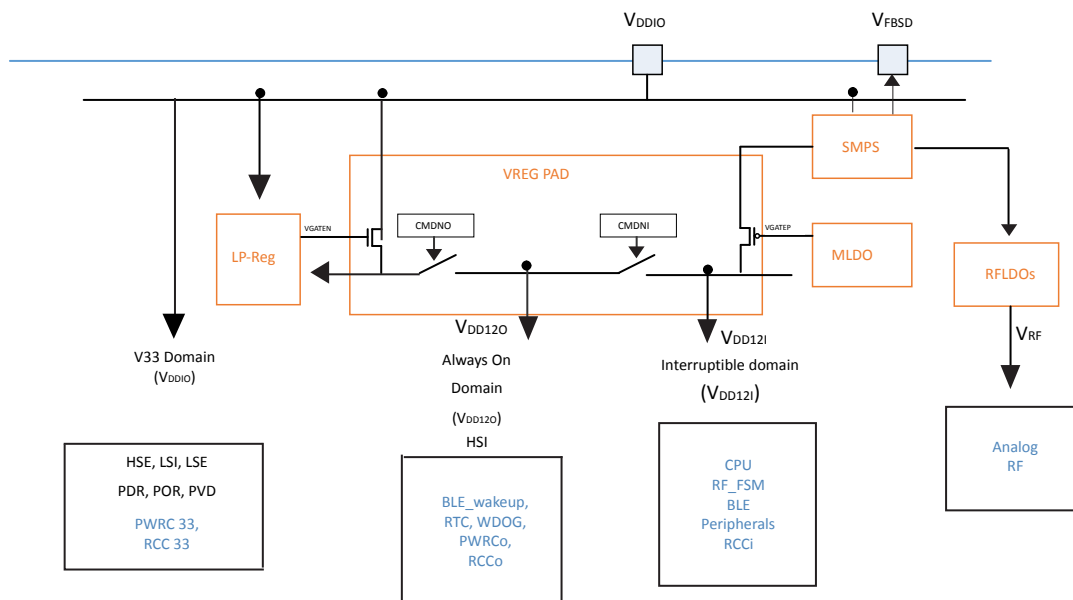 VDDIO
VFBSD
SMPS
VREG PAD
VGATEN
CMDNO
CMDNI
VGATEP
LP-Reg
MLDO
RFLDOs
VDD12O
VDD12I
VRF
V33 Domain
(VDDIO)
Always On
Domain
(VDD12O)
HSI
Interruptible domain
(VDD12I)
HSE, LSI, LSE
PDR, POR, PVD
PWRC 33,
RCC 33
BLE_wakeup,
RTC, WDOG,
PWRCo,
RCCo
CPU
RF_FSM
BLE
Peripherals
RCCi
Analog
RF